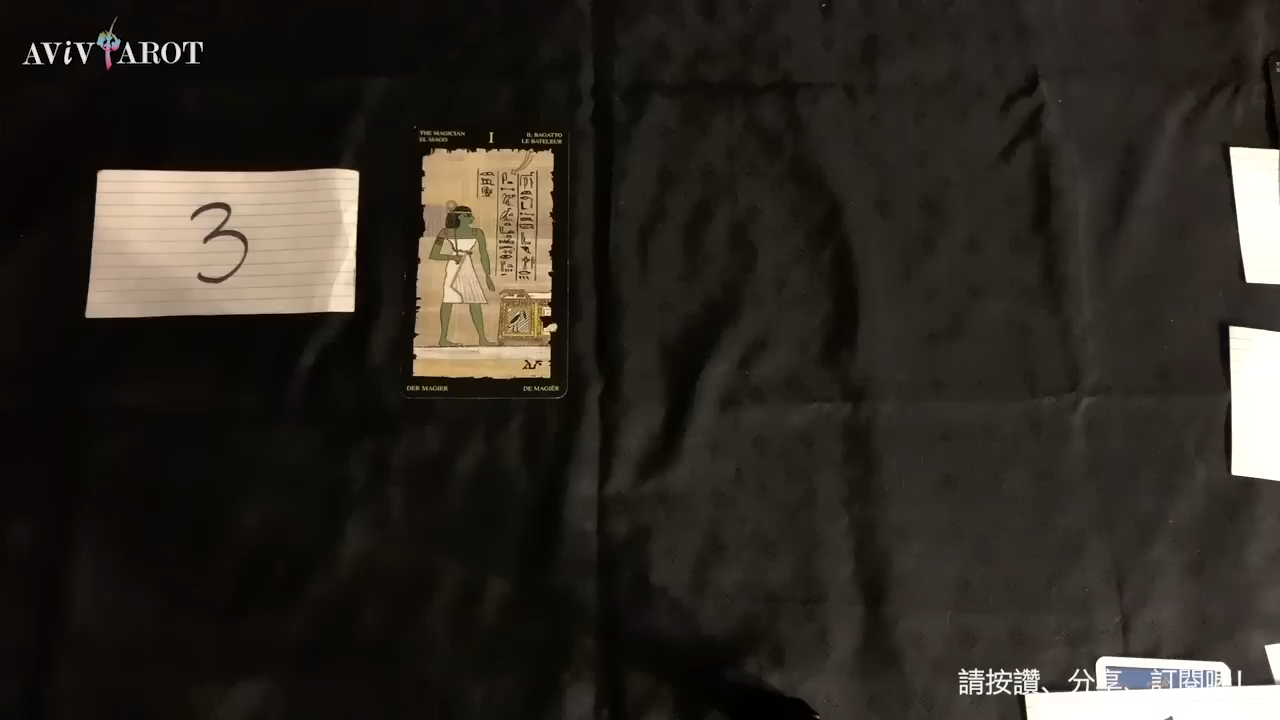 AViV TAROT
THE MAGICIAN
EL MAGO
I
IL BAGATTO
LE BATELEUR
3
DER MAGIER
DE MAGIËR
請按讚、分享、訂閱喔!